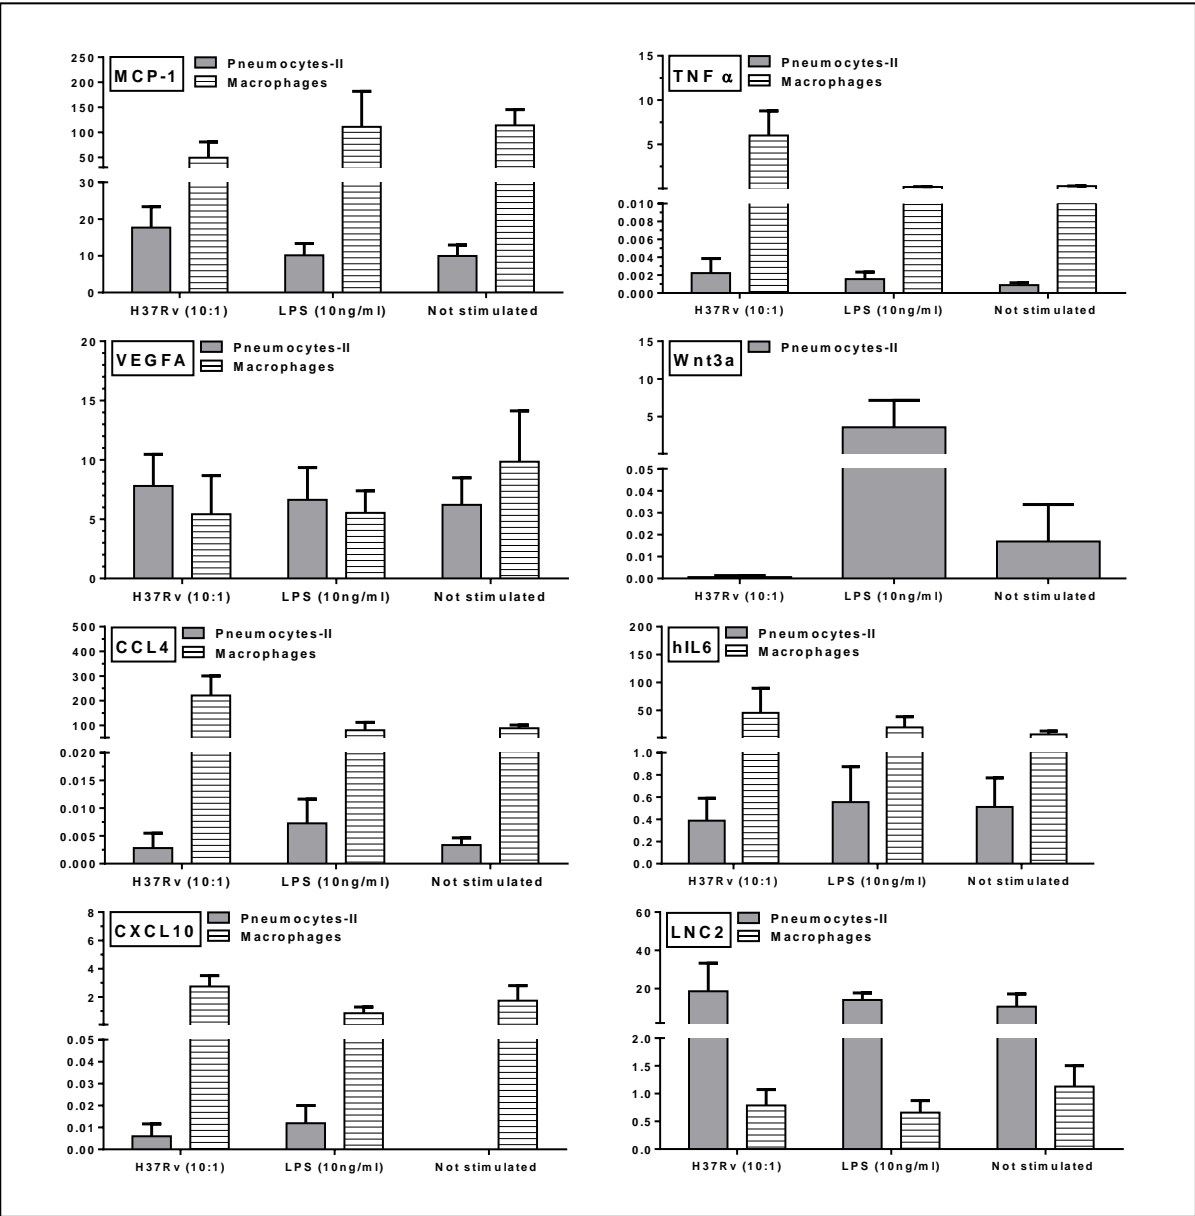 MCP-1
Pneumocytes-II
Macrophages
250
200
150
100
50
30
20
10
0
H37Rv (10:1)
LPS (10ng/ml)
Not stimulated
TNF α
Pneumocytes-II
Macrophages
15
10
5
0.010
0.008
0.006
0.004
0.002
0.000
H37Rv (10:1)
LPS (10ng/ml)
Not stimulated
VEGFA
Pneumocytes-II
Macrophages
20
15
10
5
0
H37Rv (10:1)
LPS (10ng/ml)
Not stimulated
Wnt3a
Pneumocytes-II
15
10
5
0.05
0.04
0.03
0.02
0.01
0.00
H37Rv (10:1)
LPS (10ng/ml)
Not stimulated
CCL4
Pneumocytes-II
Macrophages
500
400
300
200
100
0.020
0.015
0.010
0.005
0.000
H37Rv (10:1)
LPS (10ng/ml)
Not stimulated
hIL6
Pneumocytes-II
Macrophages
200
150
100
50
1.0
0.8
0.6
0.4
0.2
0.0
H37Rv (10:1)
LPS (10ng/ml)
Not stimulated
CXCL10
Pneumocytes-II
Macrophages
8
6
4
2
0.05
0.04
0.03
0.02
0.01
0.00
H37Rv (10:1)
LPS (10ng/ml)
Not stimulated
LNC2
Pneumocytes-II
Macrophages
60
40
20
2.0
1.5
1.0
0.5
0.0
H37Rv (10:1)
LPS (10ng/ml)
Not stimulated